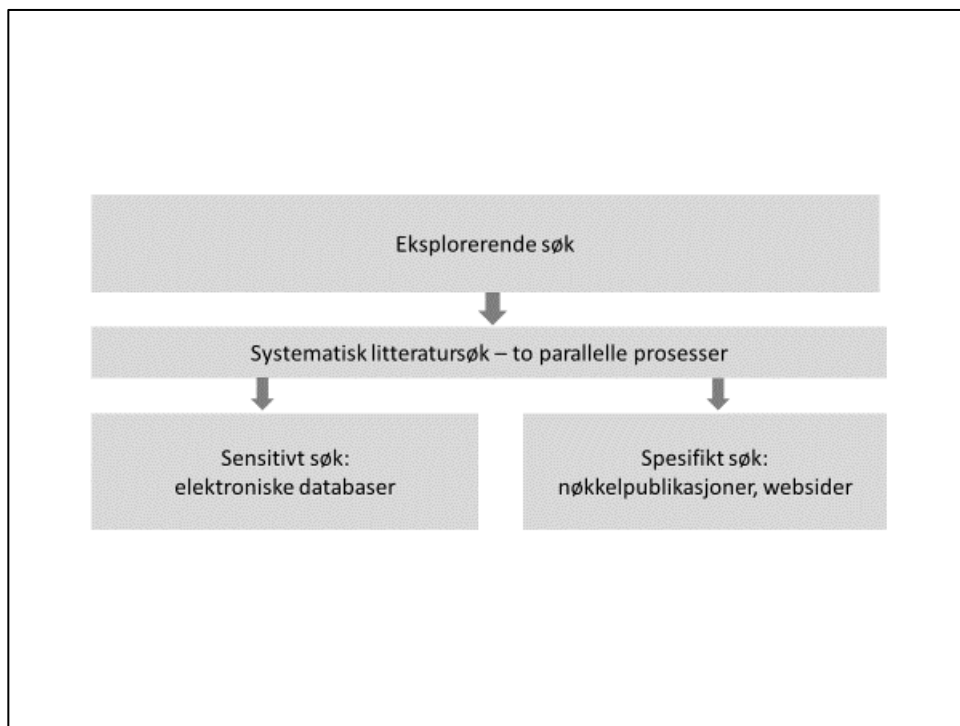 Eksplorerende søk
Systematisk litteratursøk – to parallelle prosesser
Sensitivt søk:
elektroniske databaser
Spesifikt søk:
nøkkelpublikasjoner, websider